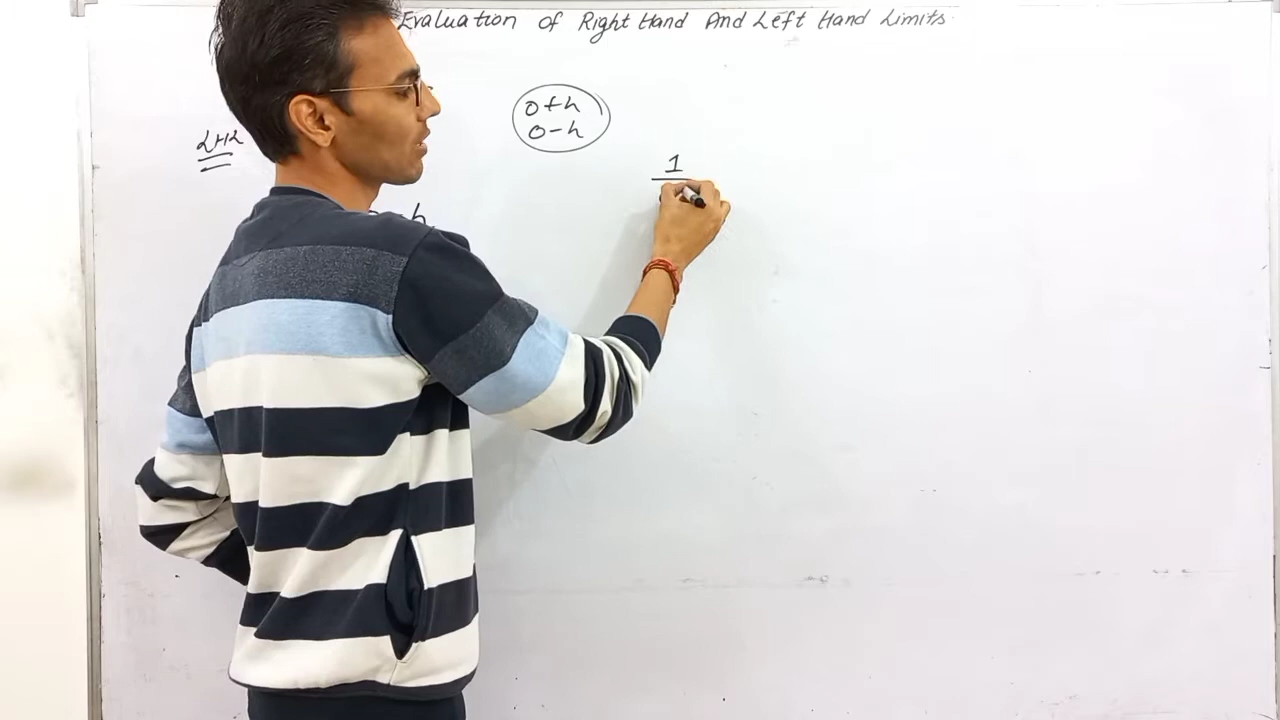 Evaluation of Right Hand And Left Hand Limits.
0+h
0-h
LHL
1